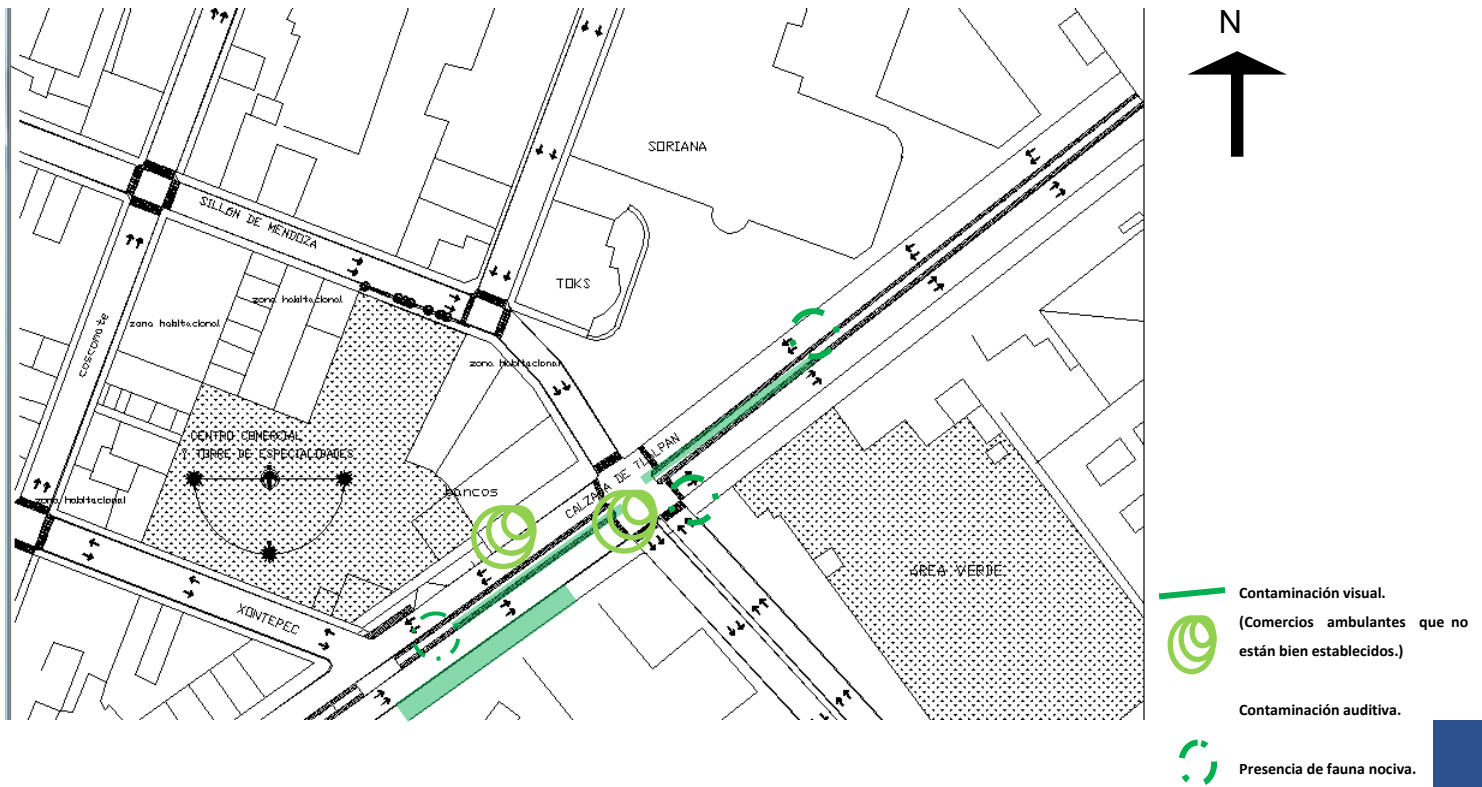 N
SORIANA
SILLON DE MENDOZA
TOKS
zona habitacional
zona habitacional
coscomate
zona habitacional
CALZADA DE TLALPAN
CENTRO COMERCIAL
Y TORRE DE ESPECIALIDADES
bancos
zona habitacional
AREA VERDE
XONTEPEC
Contaminación visual.
(Comercios ambulantes que no
están bien establecidos.)
Contaminación auditiva.
Presencia de fauna nociva.